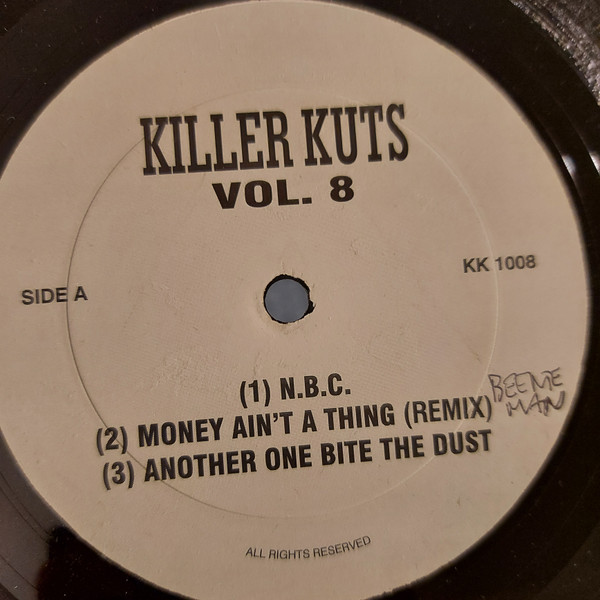 KILLER KUTS
VOL. 8
SIDE A
KK 1008
(1) N.B.C.
(2) MONEY AIN'T A THING (REMIX)
(3) ANOTHER ONE BITE THE DUST
BEENIE
MAN
ALL RIGHTS RESERVED